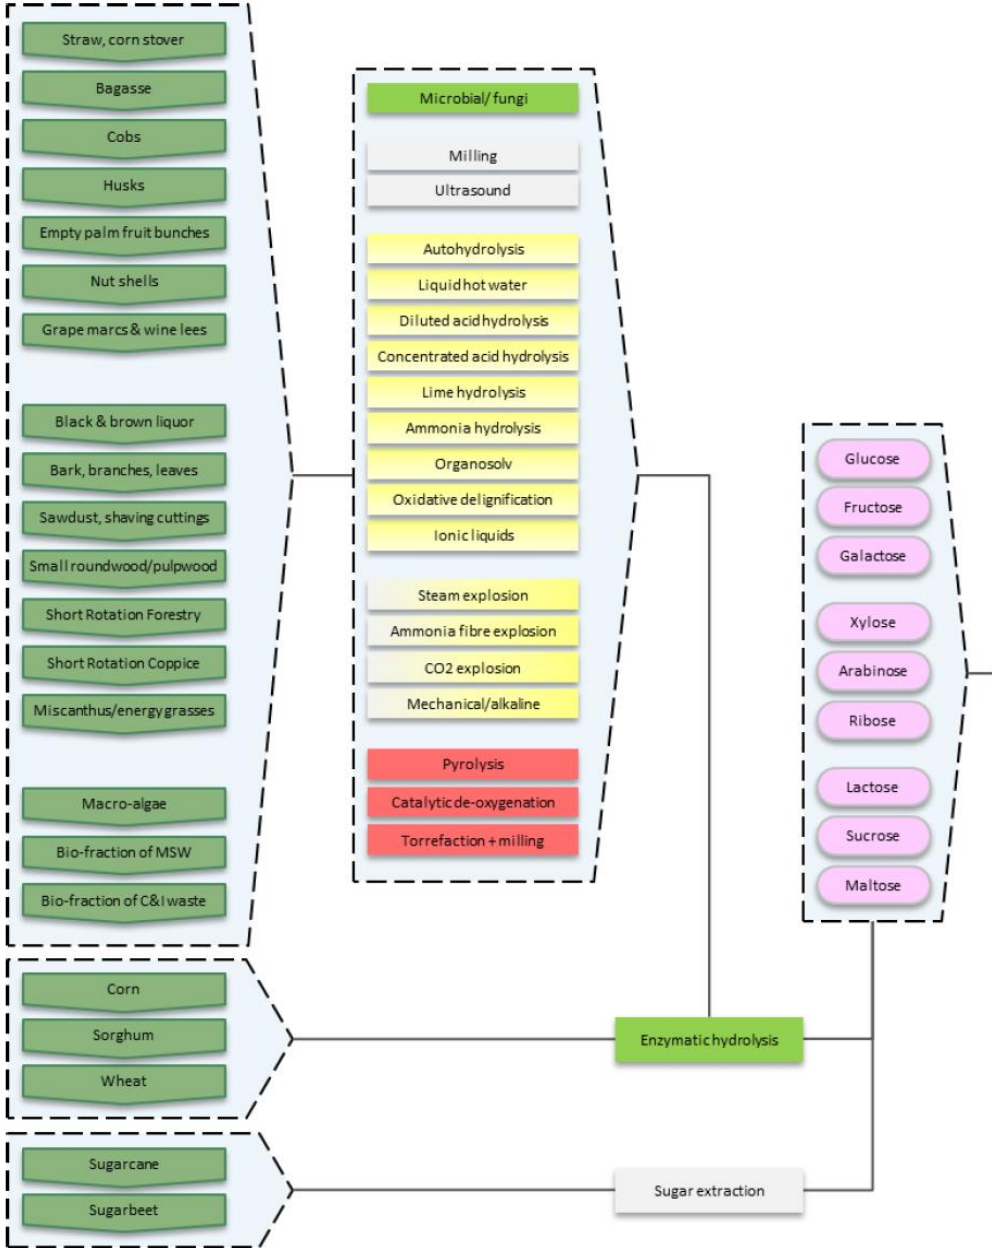 Straw, corn stover
Bagasse
Cobs
Husks
Empty palm fruit bunches
Nut shells
Grape marcs & wine lees
Black & brown liquor
Bark, branches, leaves
Sawdust, shaving cuttings
Small roundwood/pulpwood
Short Rotation Forestry
Short Rotation Coppice
Miscanthus/energy grasses
Macro-algae
Bio-fraction of MSW
Bio-fraction of C&I waste
Corn
Sorghum
Wheat
Sugarcane
Sugarbeet
Microbial/ fungi
Milling
Ultrasound
Autohydrolysis
Liquid hot water
Diluted acid hydrolysis
Concentrated acid hydrolysis
Lime hydrolysis
Ammonia hydrolysis
Organosolv
Oxidative delignification
Ionic liquids
Steam explosion
Ammonia fibre explosion
CO2 explosion
Mechanical/alkaline
Pyrolysis
Catalytic de-oxygenation
Torrefaction + milling
Enzymatic hydrolysis
Sugar extraction
Glucose
Fructose
Galactose
Xylose
Arabinose
Ribose
Lactose
Sucrose
Maltose